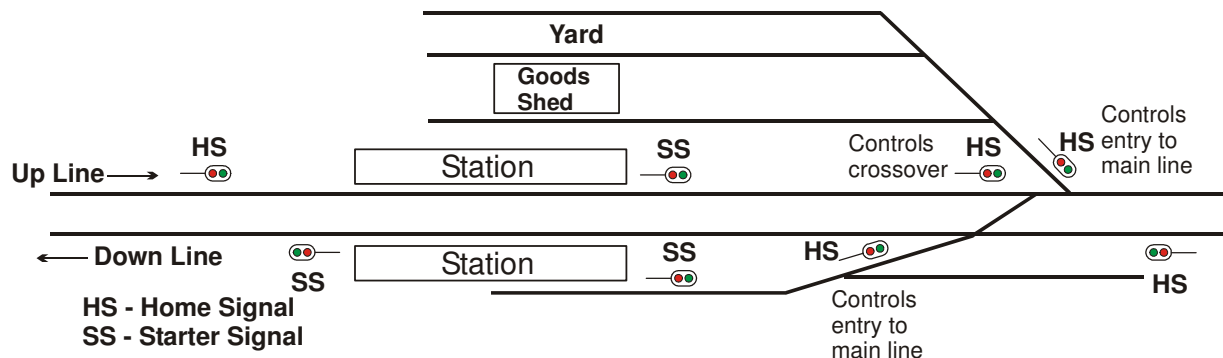 Yard
Goods
Shed
Controls
entry to
main line
HS
HS
SS
Controls
crossover
HS
Station
Up Line
Down Line
SS
Station
SS
HS
HS
Controls
entry to
main line
HS - Home Signal
SS - Starter Signal